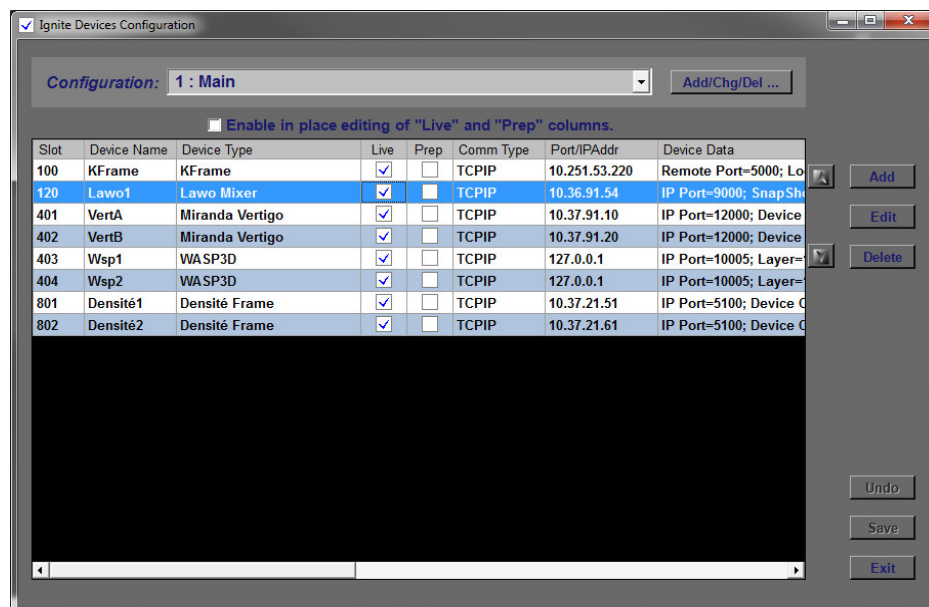 Ignite Devices Configuration
Configuration: 1 : Main Add/Chg/Del ...
Enable in place editing of "Live" and "Prep" columns.
Slot Device Name Device Type Live Prep Comm Type Port/IPAddr Device Data
100 KFrame KFrame TCPIP 10.251.53.220 Remote Port=5000; Lo
120 Lawo1 Lawo Mixer TCPIP 10.36.91.54 IP Port=9000; SnapSh
401 VertA Miranda Vertigo TCPIP 10.37.91.10 IP Port=12000; Device
402 VertB Miranda Vertigo TCPIP 10.37.91.20 IP Port=12000; Device
403 Wsp1 WASP3D TCPIP 127.0.0.1 IP Port=10005; Layer=
404 Wsp2 WASP3D TCPIP 127.0.0.1 IP Port=10005; Layer=
801 Densité1 Densité Frame TCPIP 10.37.21.51 IP Port=5100; Device
802 Densité2 Densité Frame TCPIP 10.37.21.61 IP Port=5100; Device
Add
Edit
Delete
Undo
Save
Exit